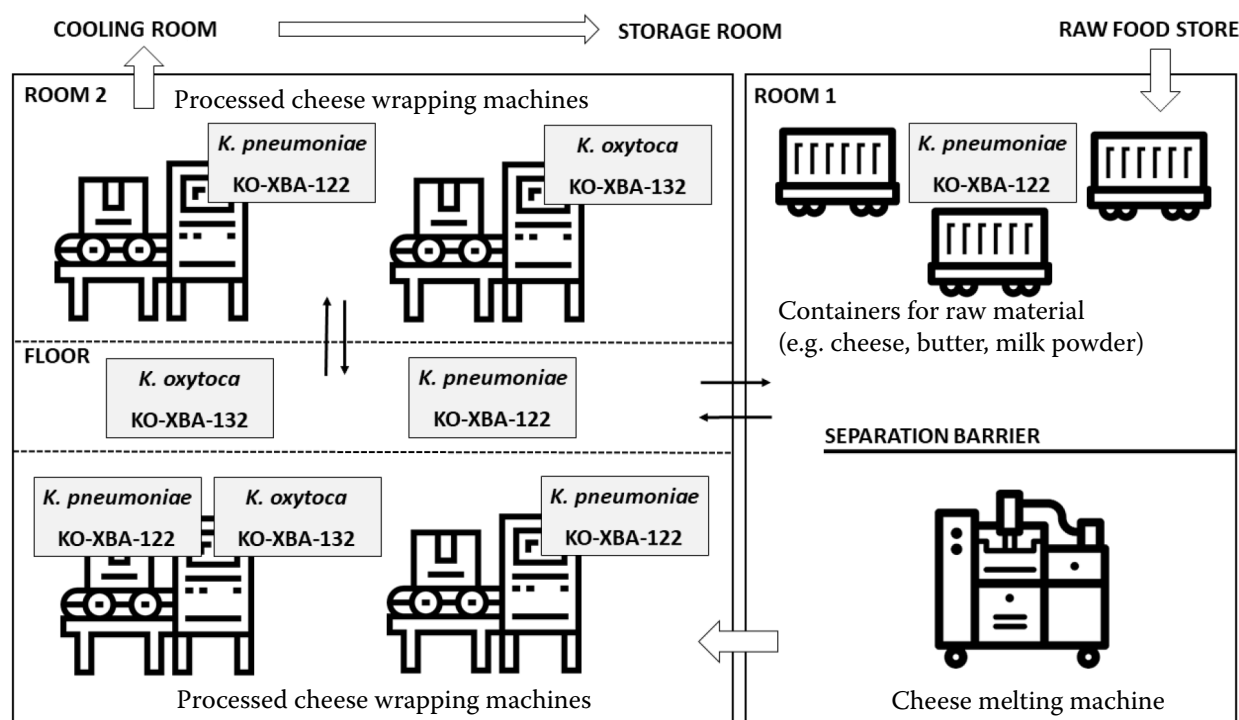 COOLING ROOM
STORAGE ROOM
RAW FOOD STORE
ROOM 2
Processed cheese wrapping machines
K. pneumoniae
KO-XBA-122
K. oxytoca
KO-XBA-132
FLOOR
K. oxytoca
KO-XBA-132
K. pneumoniae
KO-XBA-122
K. pneumoniae
KO-XBA-122
K. oxytoca
KO-XBA-132
K. pneumoniae
KO-XBA-122
Processed cheese wrapping machines
ROOM 1
K. pneumoniae
KO-XBA-122
Containers for raw material
(e.g. cheese, butter, milk powder)
SEPARATION BARRIER
Cheese melting machine